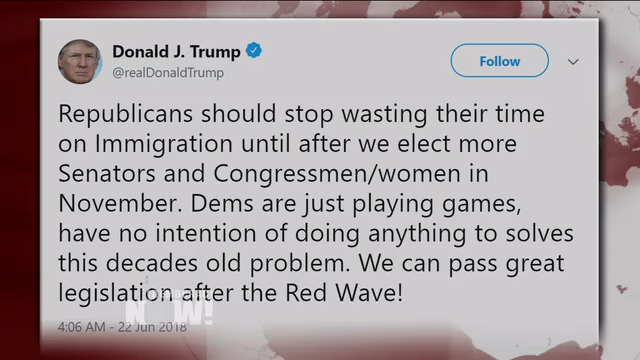 Donald J. Trump
@realDonaldTrump
Follow
Republicans should stop wasting their time
on Immigration until after we elect more
Senators and Congressmen/women in
November. Dems are just playing games,
have no intention of doing anything to solves
this decades old problem. We can pass great
legislation after the Red Wave!
DEMOCRACY
NOW!
4:06 AM - 22 Jun 2018